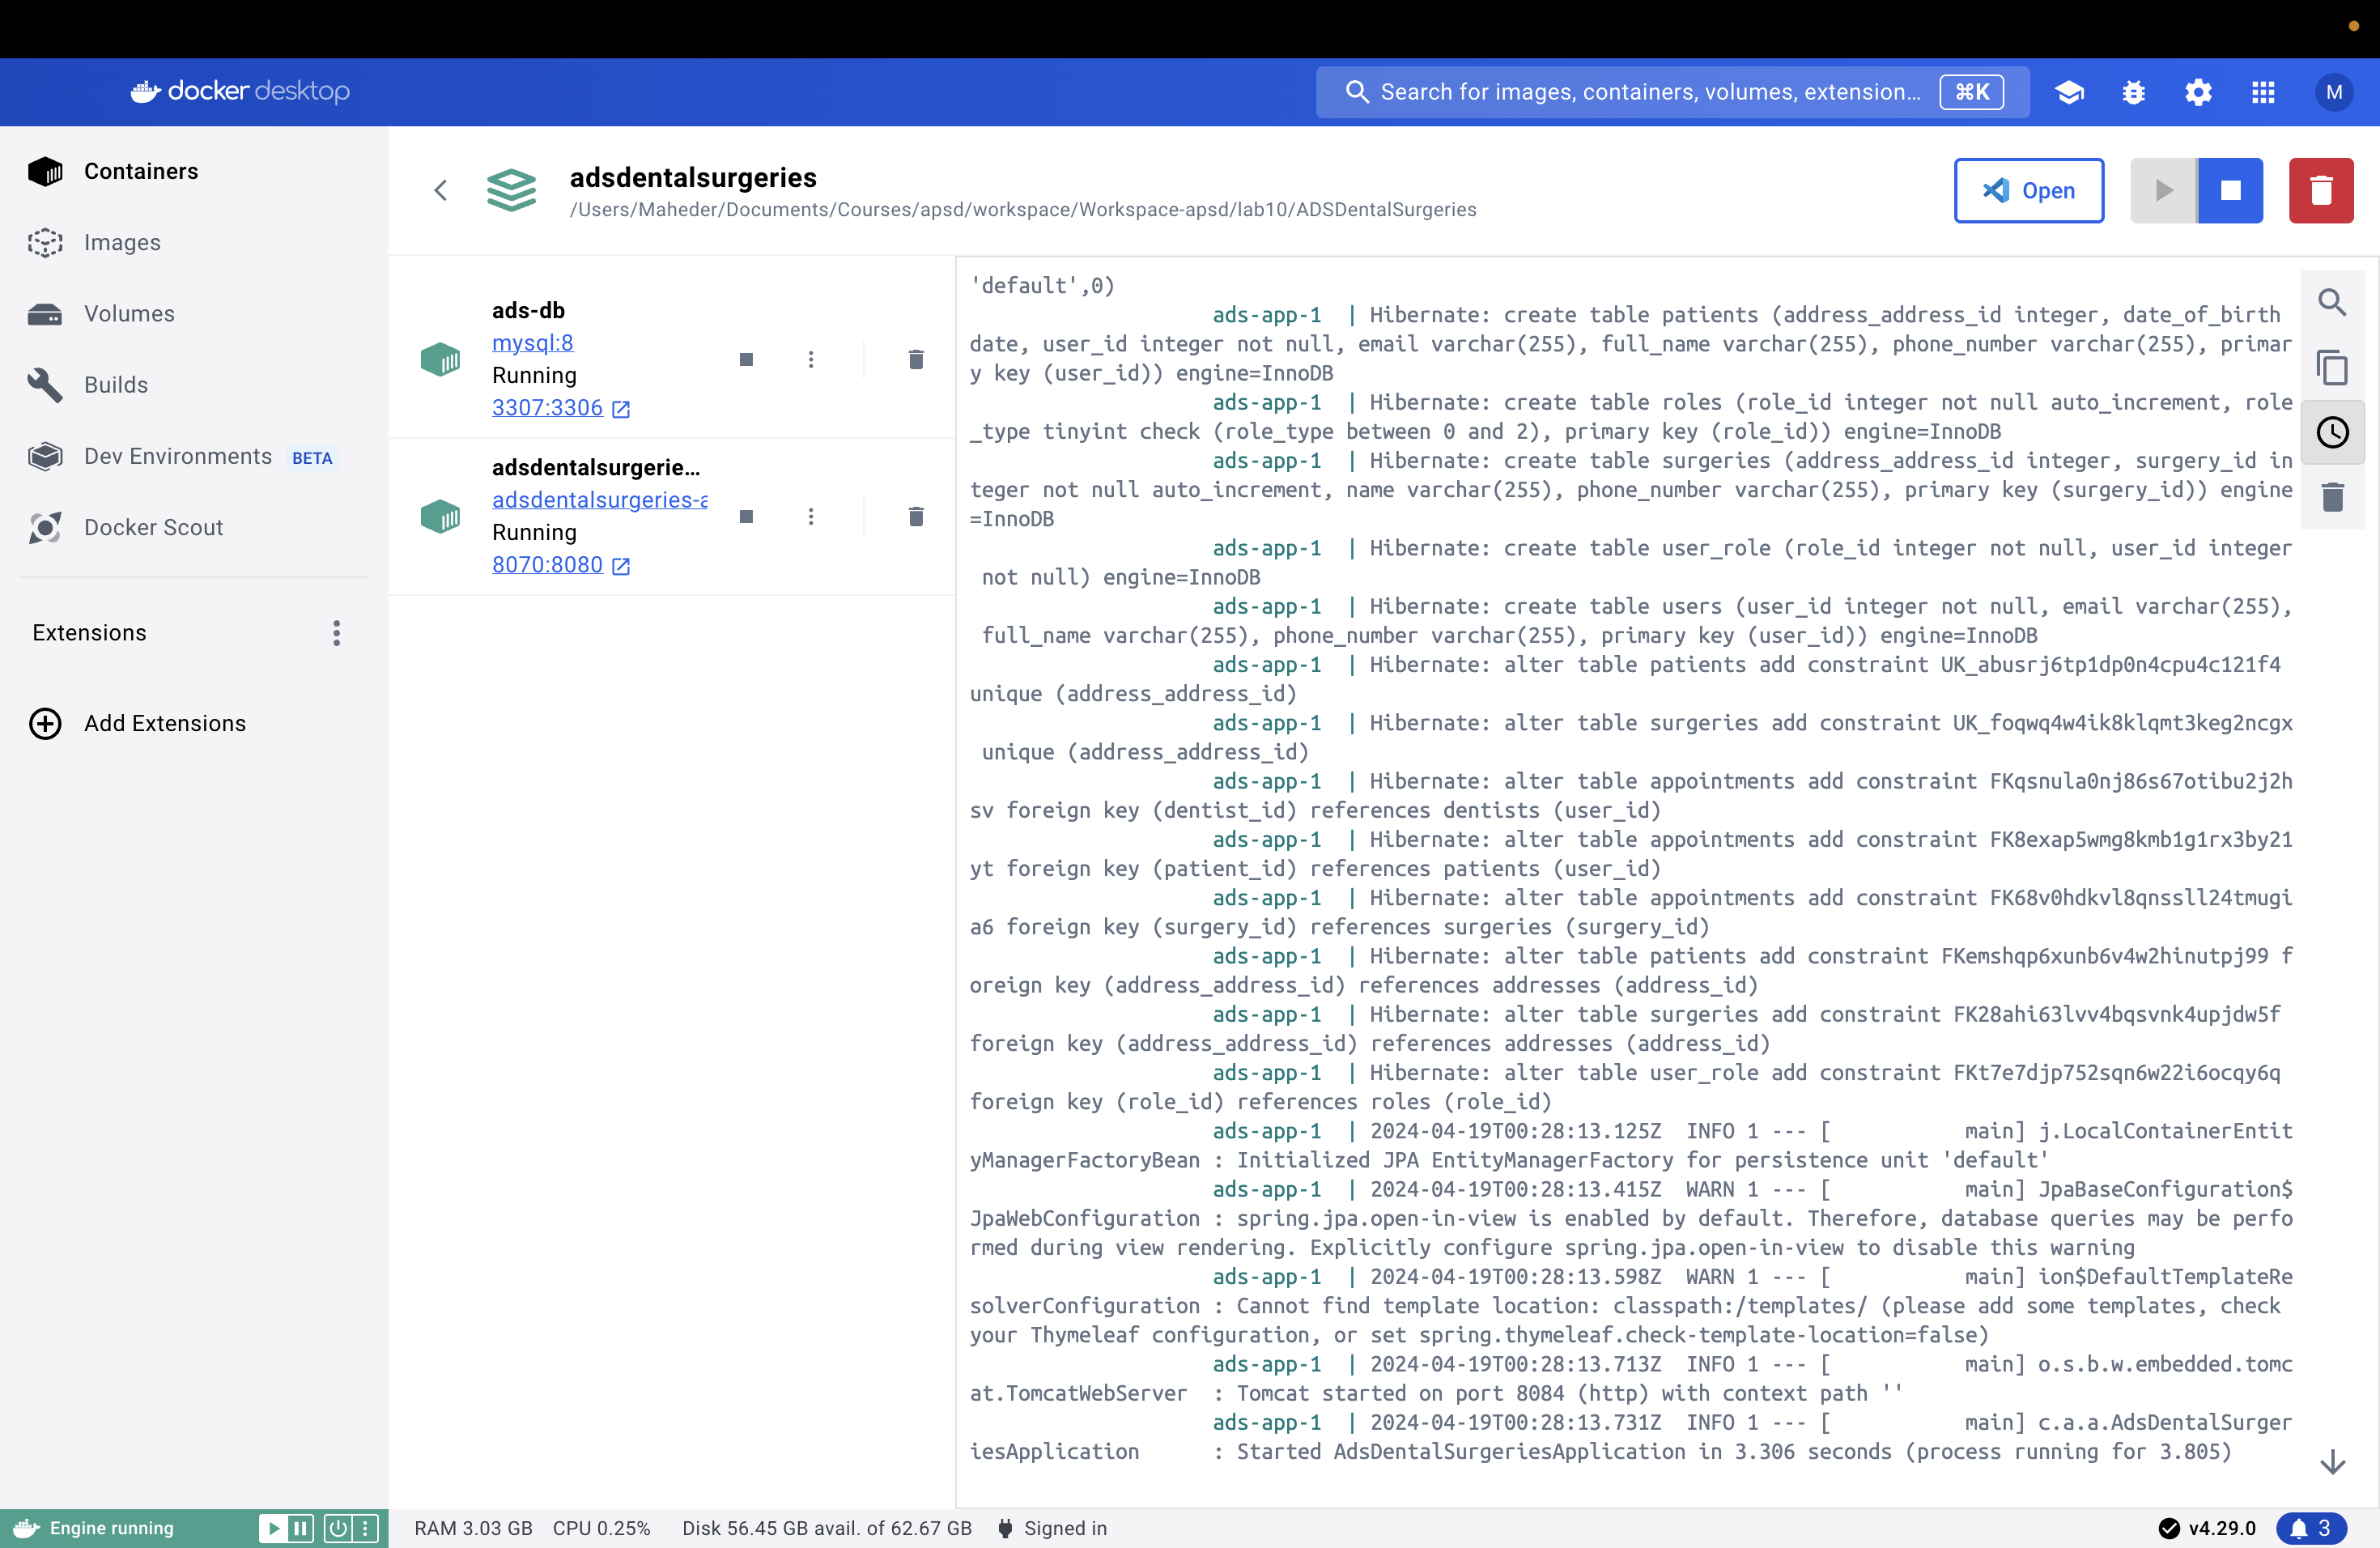 docker desktop
Search for images, containers, volumes, extension...
⌘K
M
Containers
Images
Volumes
Builds
Dev Environments BETA
Docker Scout
Extensions
Add Extensions
adsdentalsurgeries
/Users/Maheder/Documents/Courses/apsd/workspace/Workspace-apsd/lab10/ADSDentalSurgeries
Open
ads-db
mysql:8
Running
3307:3306
adsdentalsurgerie...
adsdentalsurgeries-a
Running
8070:8080
'default',0)
ads-app-1 | Hibernate: create table patients (address_address_id integer, date_of_birth
date, user_id integer not null, email varchar(255), full_name varchar(255), phone_number varchar(255), primar
y key (user_id)) engine=InnoDB
ads-app-1 | Hibernate: create table roles (role_id integer not null auto_increment, role
_type tinyint check (role_type between 0 and 2), primary key (role_id)) engine=InnoDB
ads-app-1 | Hibernate: create table surgeries (address_address_id integer, surgery_id in
teger not null auto_increment, name varchar(255), phone_number varchar(255), primary key (surgery_id)) engine
=InnoDB
ads-app-1 | Hibernate: create table user_role (role_id integer not null, user_id integer
not null) engine=InnoDB
ads-app-1 | Hibernate: create table users (user_id integer not null, email varchar(255),
full_name varchar(255), phone_number varchar(255), primary key (user_id)) engine=InnoDB
ads-app-1 | Hibernate: alter table patients add constraint UK_abusrj6tp1dp0n4cpu4c121f4
unique (address_address_id)
ads-app-1 | Hibernate: alter table surgeries add constraint UK_foqwq4w4ik8klqmt3keg2ncgx
unique (address_address_id)
ads-app-1 | Hibernate: alter table appointments add constraint FKqsnula0nj86s67otibu2j2h
sv foreign key (dentist_id) references dentists (user_id)
ads-app-1 | Hibernate: alter table appointments add constraint FK8exap5wmg8kmb1g1rx3by21
yt foreign key (patient_id) references patients (user_id)
ads-app-1 | Hibernate: alter table appointments add constraint FK68v0hdkvl8qnssll24tmugi
a6 foreign key (surgery_id) references surgeries (surgery_id)
ads-app-1 | Hibernate: alter table patients add constraint FKemshqp6xunb6v4w2hinutpj99 f
oreign key (address_address_id) references addresses (address_id)
ads-app-1 | Hibernate: alter table surgeries add constraint FK28ahi63lvv4bqsvnk4upjdw5f
foreign key (address_address_id) references addresses (address_id)
ads-app-1 | Hibernate: alter table user_role add constraint FKt7e7djp752sqn6w22i6ocqy6q
foreign key (role_id) references roles (role_id)
ads-app-1 | 2024-04-19T00:28:13.125Z  INFO 1 --- [           main] j.LocalContainerEntit
yManagerFactoryBean : Initialized JPA EntityManagerFactory for persistence unit 'default'
ads-app-1 | 2024-04-19T00:28:13.415Z  WARN 1 --- [           main] JpaBaseConfiguration$
JpaWebConfiguration : spring.jpa.open-in-view is enabled by default. Therefore, database queries may be perfo
rmed during view rendering. Explicitly configure spring.jpa.open-in-view to disable this warning
ads-app-1 | 2024-04-19T00:28:13.598Z  WARN 1 --- [           main] ion$DefaultTemplateRe
solverConfiguration : Cannot find template location: classpath:/templates/ (please add some templates, check
your Thymeleaf configuration, or set spring.thymeleaf.check-template-location=false)
ads-app-1 | 2024-04-19T00:28:13.713Z  INFO 1 --- [           main] o.s.b.w.embedded.tomc
at.TomcatWebServer  : Tomcat started on port 8084 (http) with context path ''
ads-app-1 | 2024-04-19T00:28:13.731Z  INFO 1 --- [           main] c.a.a.AdsDentalSurger
iesApplication      : Started AdsDentalSurgeriesApplication in 3.306 seconds (process running for 3.805)
Engine running
RAM 3.03 GB CPU 0.25% Disk 56.45 GB avail. of 62.67 GB Signed in
v4.29.0
3